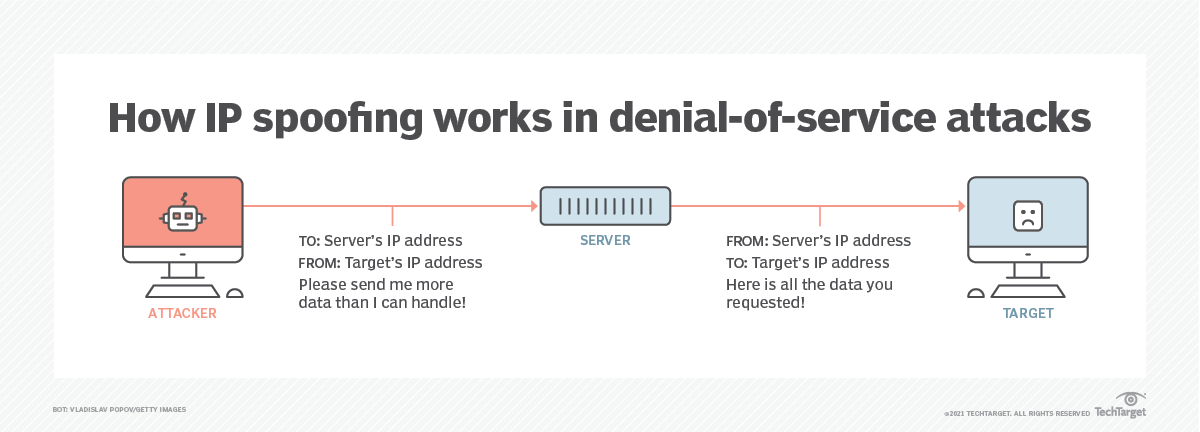 How IP spoofing works in denial-of-service attacks
TO: Server's IP address
FROM: Target's IP address
Please send me more
data than I can handle!
ATTACKER
SERVER
FROM: Server's IP address
TO: Target's IP address
Here is all the data you
requested!
TARGET
BOT: VLADISLAV POPOV/GETTY IMAGES
©2021 TECHTARGET. ALL RIGHTS RESERVED TechTarget